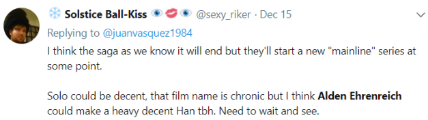 ❄️ Solstice Ball-Kiss 👁️💋👁️ @sexy_riker · Dec 15
Replying to @juanvasquez1984
I think the saga as we know it will end but they'll start a new "mainline" series at
some point.
Solo could be decent, that film name is chronic but I think Alden Ehrenreich
could make a heavy decent Han tbh. Need to wait and see.